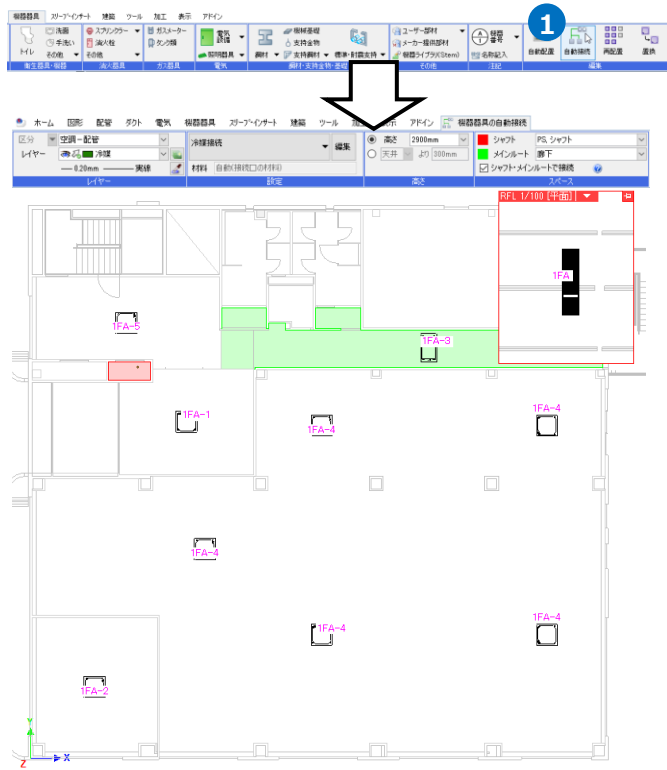 機器器具 スリーブ・インサート 建築 ツール 加工 表示 アドイン
1
トイレ
洗面
手洗い
その他
衛生器具・機器
スプリンクラー
消火栓
その他
消火器具
ガスメーター
ガス器具
電気設備
照明器具
電気
鋼材
機械基礎
支持金物
支持鋼材
標準・耐震支持
鋼材・支持金物・基礎
ユーザー部材
メーカー提供部材
機器ライブラリ(Stem)
その他
機器番号
名称記入
注記
自動配置
自動接続
再配置
置換
編集
ホーム 図形 配管 ダクト 電気 機器器具 スリーブ・インサート 建築 ツール 加工 表示 アドイン 機器器具の自動接続
区分 空調-配管
レイヤー 冷媒
0.20mm 実線
レイヤー
冷媒接続
編集
材料 自動(接続口の材料)
設定
高さ 2900mm
天井 より 300mm
高さ
シャフト PS, シャフト
メインルート 廊下
シャフト・メインルートで接続
スペース
RFL 1/100 [平面]
1FA
1FA-5
1FA-3
1FA-1
1FA-4
1FA-4
1FA-4
1FA-4
1FA-4
1FA-2
Y
Z
X